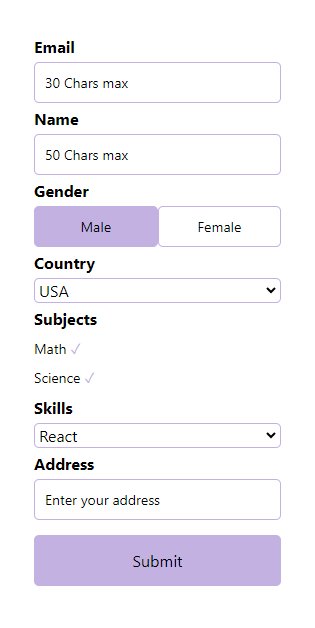 Email
30 Chars max
Name
50 Chars max
Gender
Male Female
Country
USA
Subjects
Math ✓
Science ✓
Skills
React
Address
Enter your address
Submit